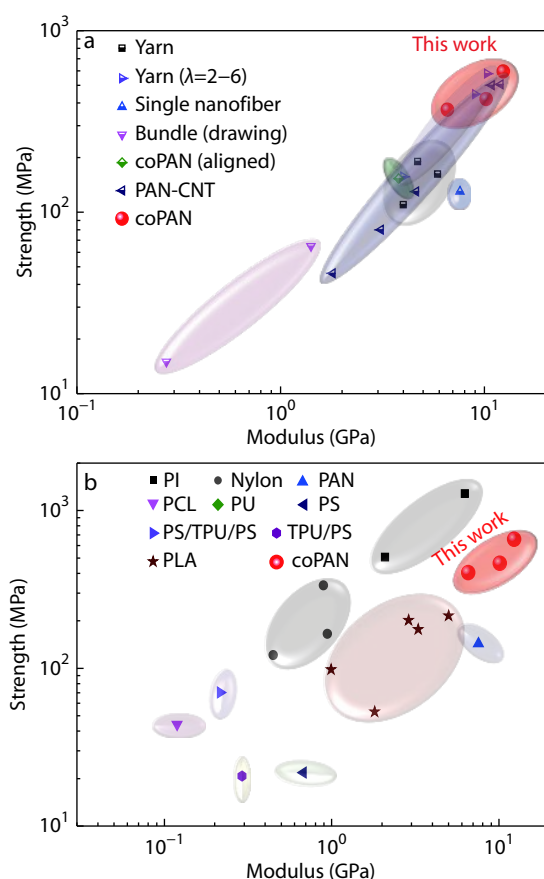 a
This work
Yarn
Yarn (λ=2−6)
Single nanofiber
Bundle (drawing)
coPAN (aligned)
PAN-CNT
coPAN
10³
10²
10¹
Strength (MPa)
10⁻¹ 10⁰ 10¹
Modulus (GPa)
b
PI Nylon PAN
PCL PU PS
PS/TPU/PS TPU/PS
PLA coPAN
This work
10³
10²
10¹
Strength (MPa)
10⁻¹ 10⁰ 10¹
Modulus (GPa)